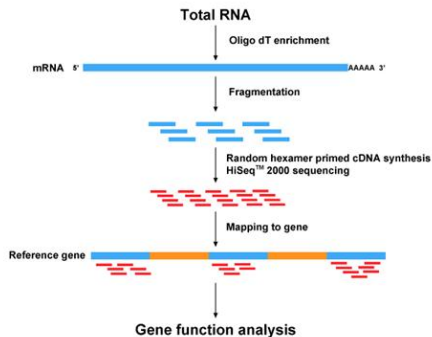 Total RNA
Oligo dT enrichment
mRNA 5' AAAAA 3'
Fragmentation
Random hexamer primed cDNA synthesis
HiSeq™ 2000 sequencing
Mapping to gene
Reference gene
Gene function analysis